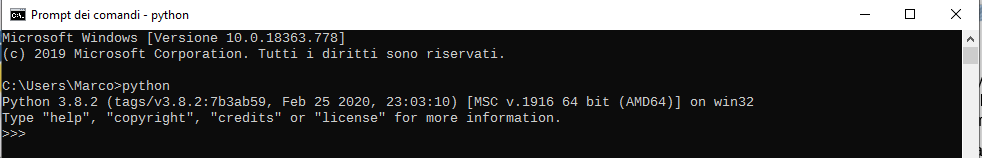 Prompt dei comandi - python
Microsoft Windows [Versione 10.0.18363.778]
(c) 2019 Microsoft Corporation. Tutti i diritti sono riservati.
C:\Users\Marco>python
Python 3.8.2 (tags/v3.8.2:7b3ab59, Feb 25 2020, 23:03:10) [MSC v.1916 64 bit (AMD64)] on win32
Type "help", "copyright", "credits" or "license" for more information.
>>>